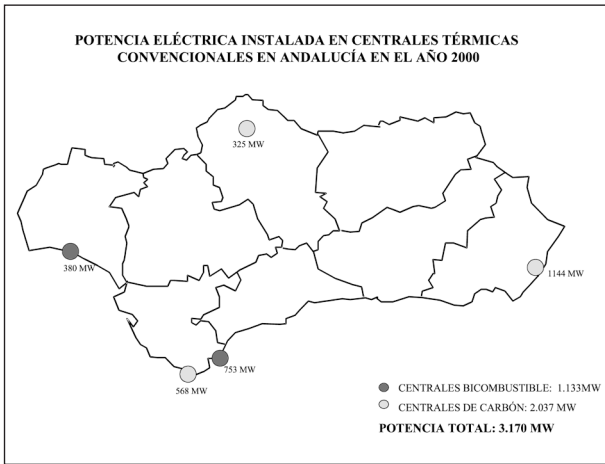 POTENCIA ELÉCTRICA INSTALADA EN CENTRALES TÉRMICAS
CONVENCIONALES EN ANDALUCÍA EN EL AÑO 2000
325 MW
380 MW
1144 MW
753 MW
568 MW
CENTRALES BICOMBUSTIBLE: 1.133MW
CENTRALES DE CARBÓN: 2.037 MW
POTENCIA TOTAL: 3.170 MW